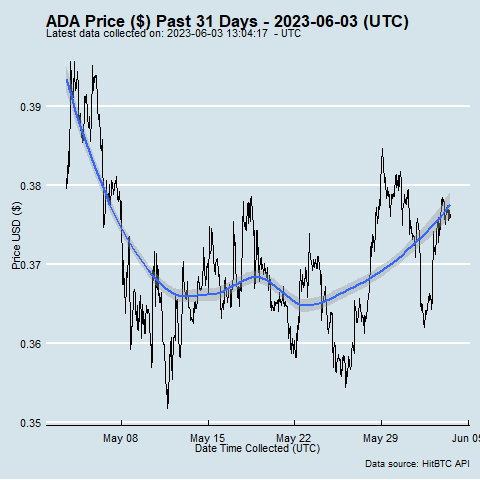 ADA Price ($) Past 31 Days - 2023-06-03 (UTC)
Latest data collected on: 2023-06-03 13:04:17 - UTC
0.39
0.38
0.37
0.36
0.35
Price USD ($)
May 08
May 15
May 22
May 29
Jun 05
Date Time Collected (UTC)
Data source: HitBTC API